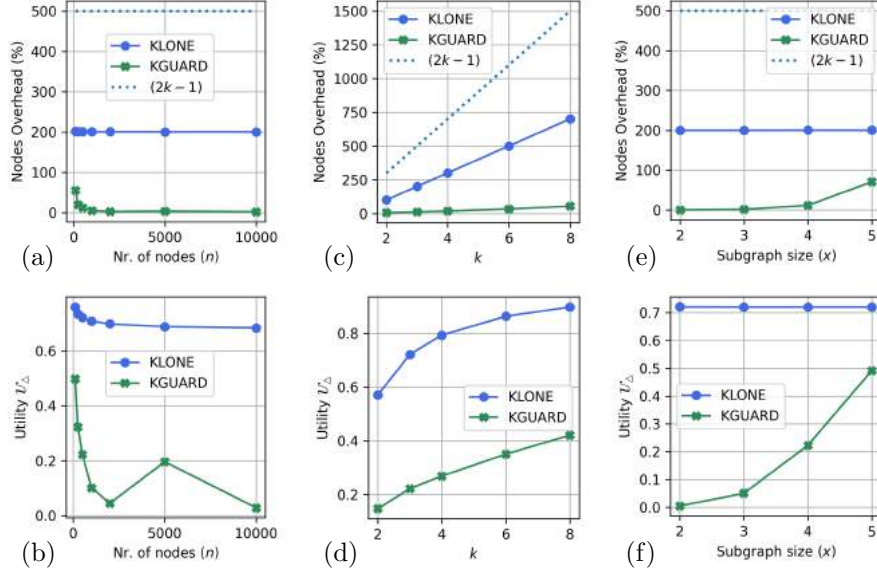 500
400
300
200
100
0
Nodes Overhead (%)
KLONE
KGUARD
(2k − 1)
0 5000 10000
Nr. of nodes (n)
(a)
1500
1250
1000
750
500
250
0
Nodes Overhead (%)
KLONE
KGUARD
(2k − 1)
2 4 6 8
k
(c)
500
400
300
200
100
0
Nodes Overhead (%)
KLONE
KGUARD
(2k − 1)
2 3 4 5
Subgraph size (x)
(e)
0.6
0.4
0.2
0.0
Utility 𝒰△
KLONE
KGUARD
0 5000 10000
Nr. of nodes (n)
(b)
0.8
0.6
0.4
0.2
Utility 𝒰△
KLONE
KGUARD
2 4 6 8
k
(d)
0.7
0.6
0.5
0.4
0.3
0.2
0.1
0.0
Utility 𝒰△
KLONE
KGUARD
2 3 4 5
Subgraph size (x)
(f)